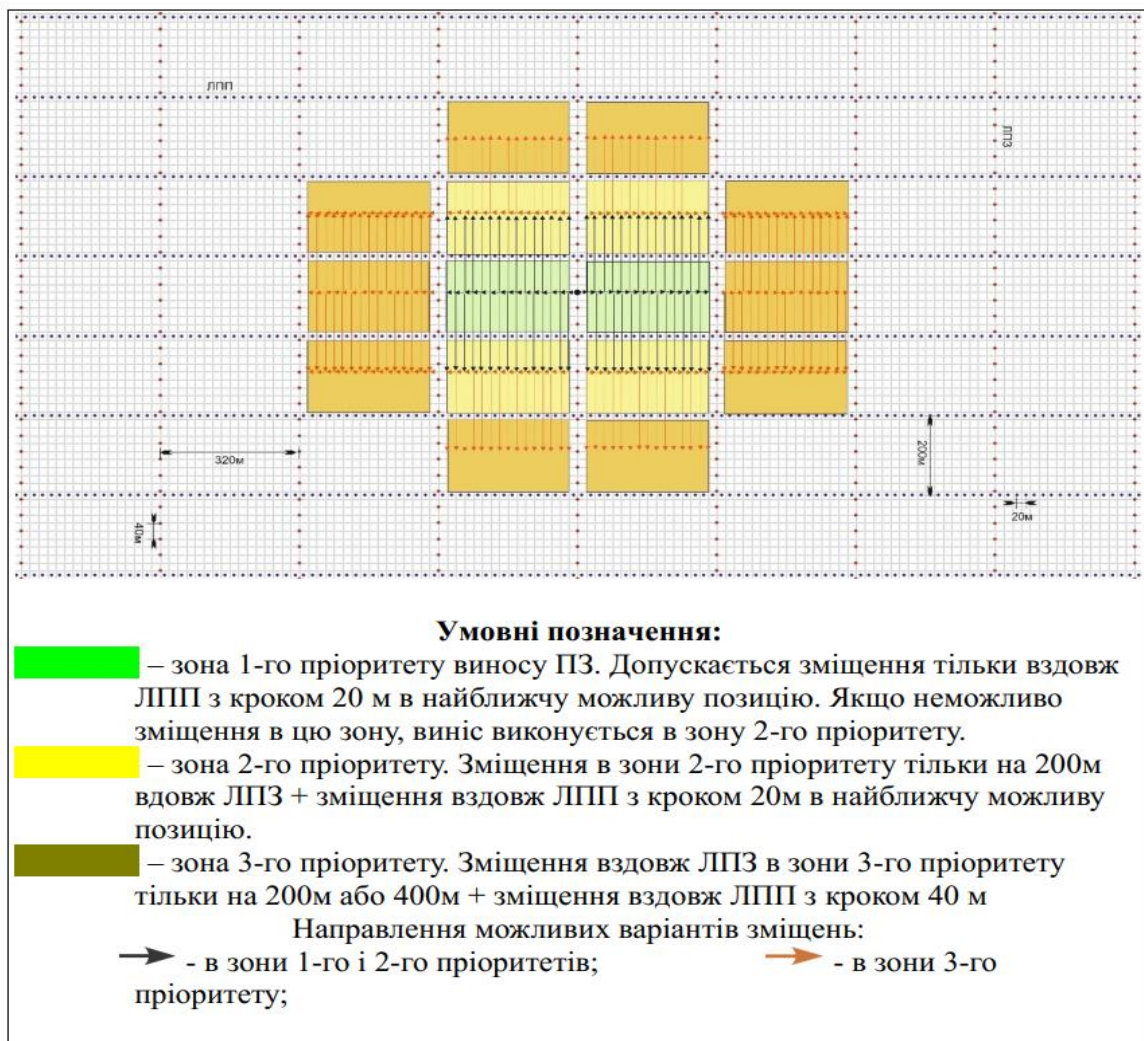 ЛПП
ЛПЗ
320м
200м
40м
20м
Умовні позначення:
– зона 1-го пріоритету виносу ПЗ. Допускається зміщення тільки вздовж
ЛПП з кроком 20 м в найближчу можливу позицію. Якщо неможливо
зміщення в цю зону, виніс виконується в зону 2-го пріоритету.
– зона 2-го пріоритету. Зміщення в зони 2-го пріоритету тільки на 200м
вдовж ЛПЗ + зміщення вздовж ЛПП з кроком 20м в найближчу можливу
позицію.
– зона 3-го пріоритету. Зміщення вздовж ЛПЗ в зони 3-го пріоритету
тільки на 200м або 400м + зміщення вздовж ЛПП з кроком 40 м
Направлення можливих варіантів зміщень:
- в зони 1-го і 2-го пріоритетів; - в зони 3-го
пріоритету;